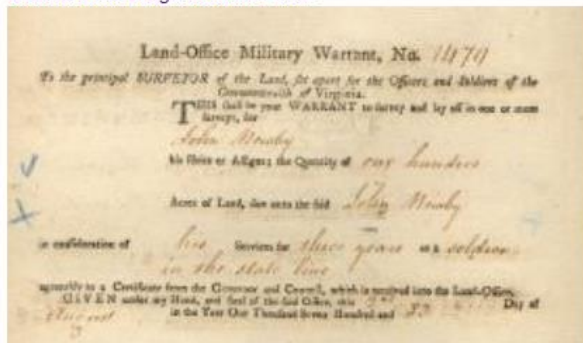 Land-Office Military Warrant, No. 1479
To the principal SURVEYOR of the Land, set apart for the Officers and Soldiers of the
Commonwealth of Virginia.
THIS shall be your WARRANT to survey and lay off in one or more
Surveys, for
John
his Heirs or Assigns, the Quantity of one hundred
Acres of Land, due unto the said John
in consideration of his Services for three years as a soldier
in the state line
agreeably to a Certificate from the Governor and Council, which is received into the Land-Office.
GIVEN under my Hand, and Seal of the said Office, this 2nd Day of
August in the Year One Thousand Seven Hundred and 83